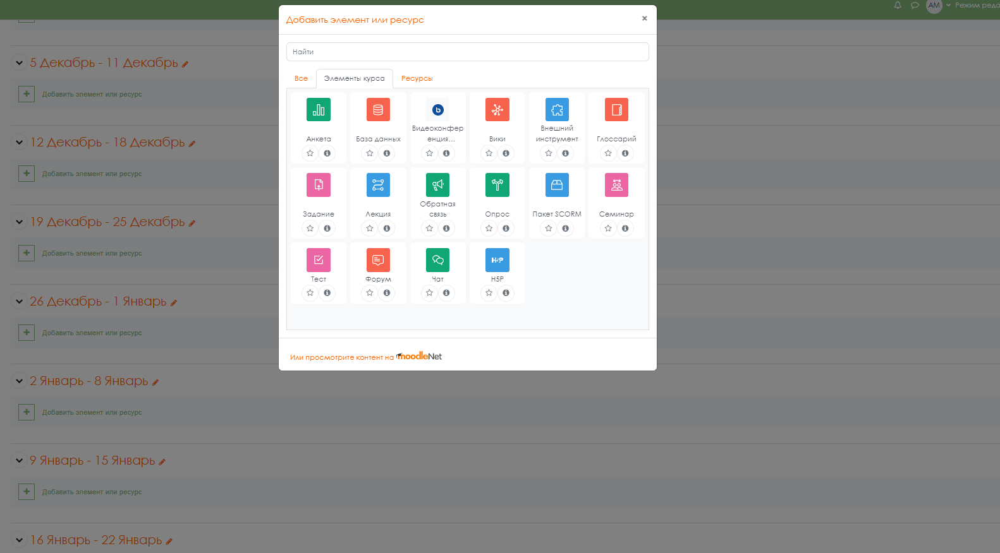 AM
Режим реда
Добавить элемент или ресурс
×
Найти
Все
Элементы курса
Ресурсы
Анкета
База данных
Видеоконфер
енция...
Вики
Внешний
инструмент
Глоссарий
Задание
Лекция
Обратная
связь
Опрос
Пакет SCORM
Семинар
Тест
Форум
Чат
H5P
H5P
Или просмотрите контент на moodleNet
5 Декабрь - 11 Декабрь
Добавить элемент или ресурс
12 Декабрь - 18 Декабрь
Добавить элемент или ресурс
19 Декабрь - 25 Декабрь
Добавить элемент или ресурс
26 Декабрь - 1 Январь
Добавить элемент или ресурс
2 Январь - 8 Январь
Добавить элемент или ресурс
9 Январь - 15 Январь
Добавить элемент или ресурс
16 Январь - 22 Январь